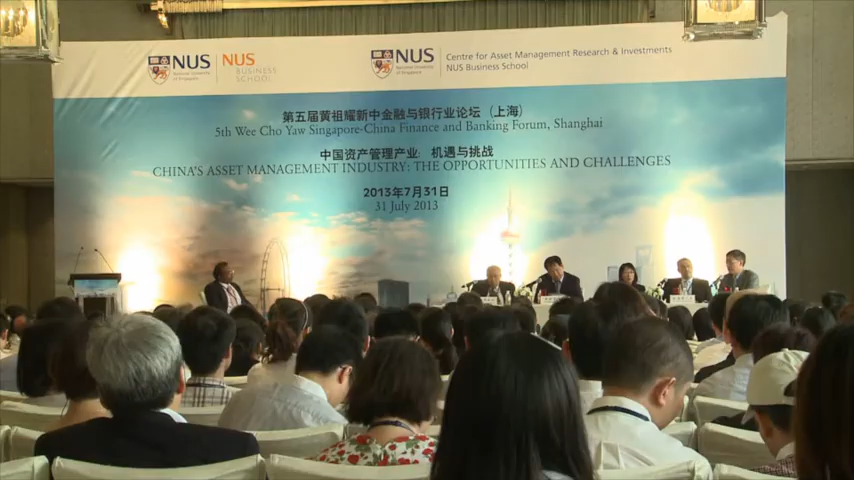 NUS
National University
of Singapore
NUS
BUSINESS
SCHOOL
NUS
National University
of Singapore
Centre for Asset Management Research & Investments
NUS Business School
第五届黄祖耀新中金融与银行业论坛（上海）
5th Wee Cho Yaw Singapore-China Finance and Banking Forum, Shanghai
中国资产管理产业：机遇与挑战
CHINA'S ASSET MANAGEMENT INDUSTRY: THE OPPORTUNITIES AND CHALLENGES
2013年7月31日
31 July 2013